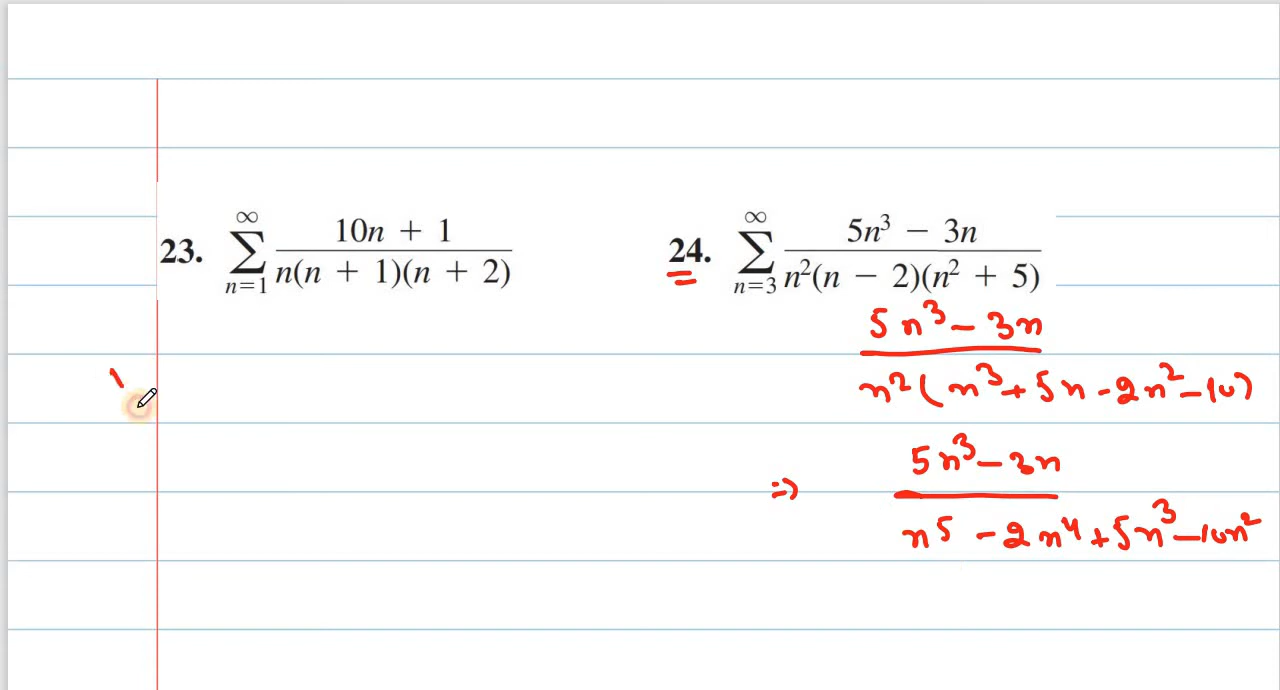 23. ∞ ∑ n=1 (10n + 1) / (n(n + 1)(n + 2))
24. ∞ ∑ n=3 (5n³ − 3n) / (n²(n − 2)(n² + 5))
5n³ − 3n
n²(n³ + 5n − 2n² − 10)
5n³ − 3n
⇒
n⁵ − 2n⁴ + 5n³ − 10n²